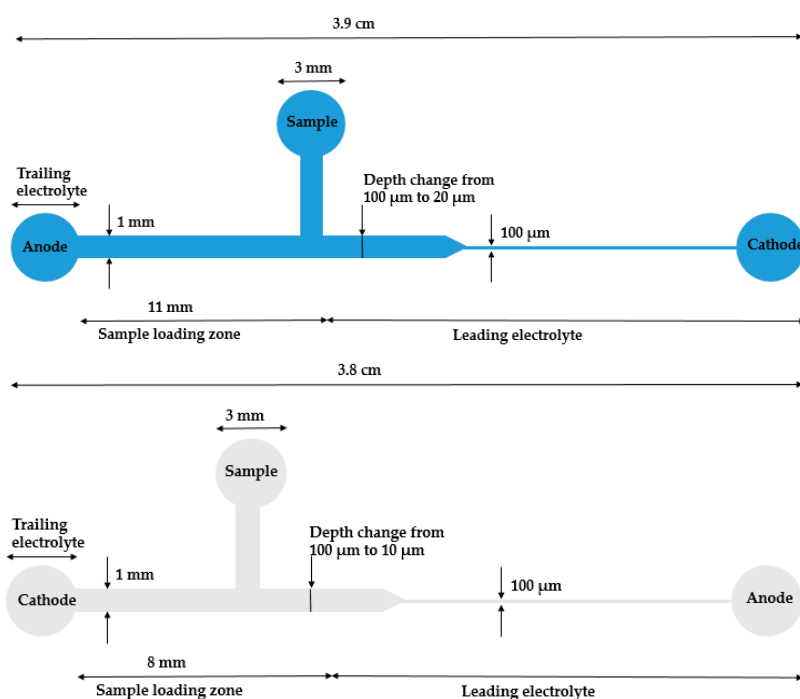 3.9 cm
3 mm
Sample
Trailing
electrolyte
Depth change from
100 µm to 20 µm
1 mm
100 µm
Anode
Cathode
11 mm
Sample loading zone
Leading electrolyte
3.8 cm
3 mm
Sample
Trailing
electrolyte
Depth change from
100 µm to 10 µm
1 mm
100 µm
Cathode
Anode
8 mm
Sample loading zone
Leading electrolyte